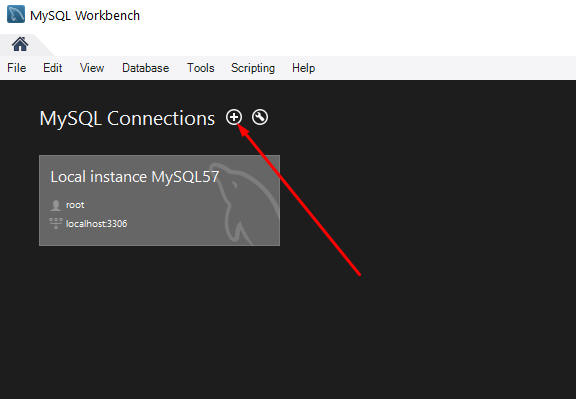 MySQL Workbench
File Edit View Database Tools Scripting Help
MySQL Connections
Local instance MySQL57
root
localhost:3306